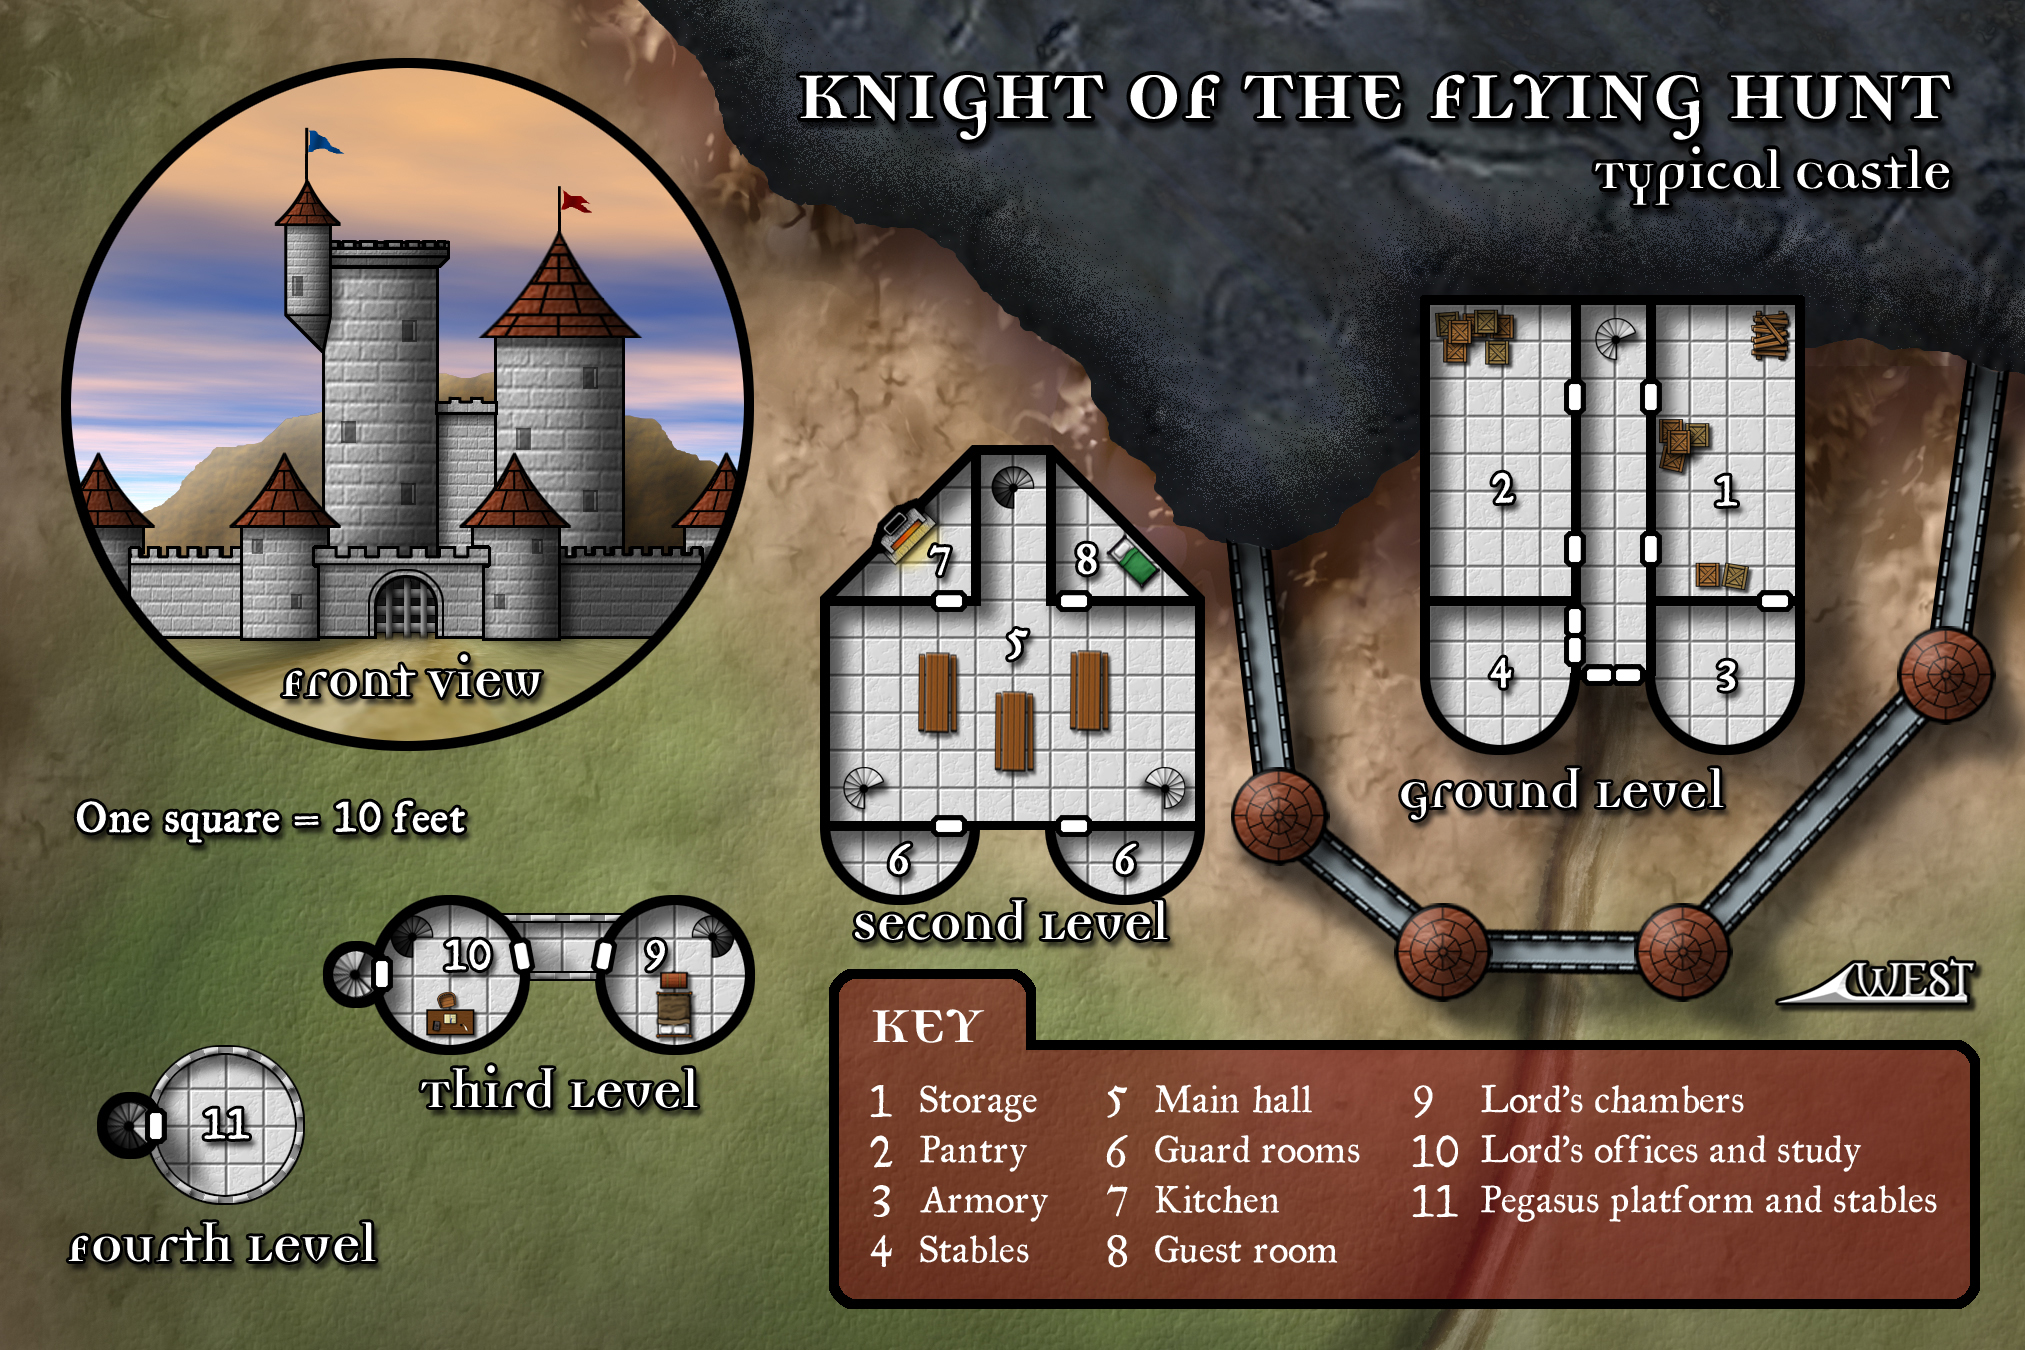 KNIGHT OF THE FLYING HUNT
Typical Castle
Front View
One square = 10 feet
2
1
4
3
Ground Level
7
8
5
6
6
Second Level
10
9
Third Level
11
Fourth Level
WEST
KEY
1 Storage
2 Pantry
3 Armory
4 Stables
5 Main hall
6 Guard rooms
7 Kitchen
8 Guest room
9 Lord's chambers
10 Lord's offices and study
11 Pegasus platform and stables